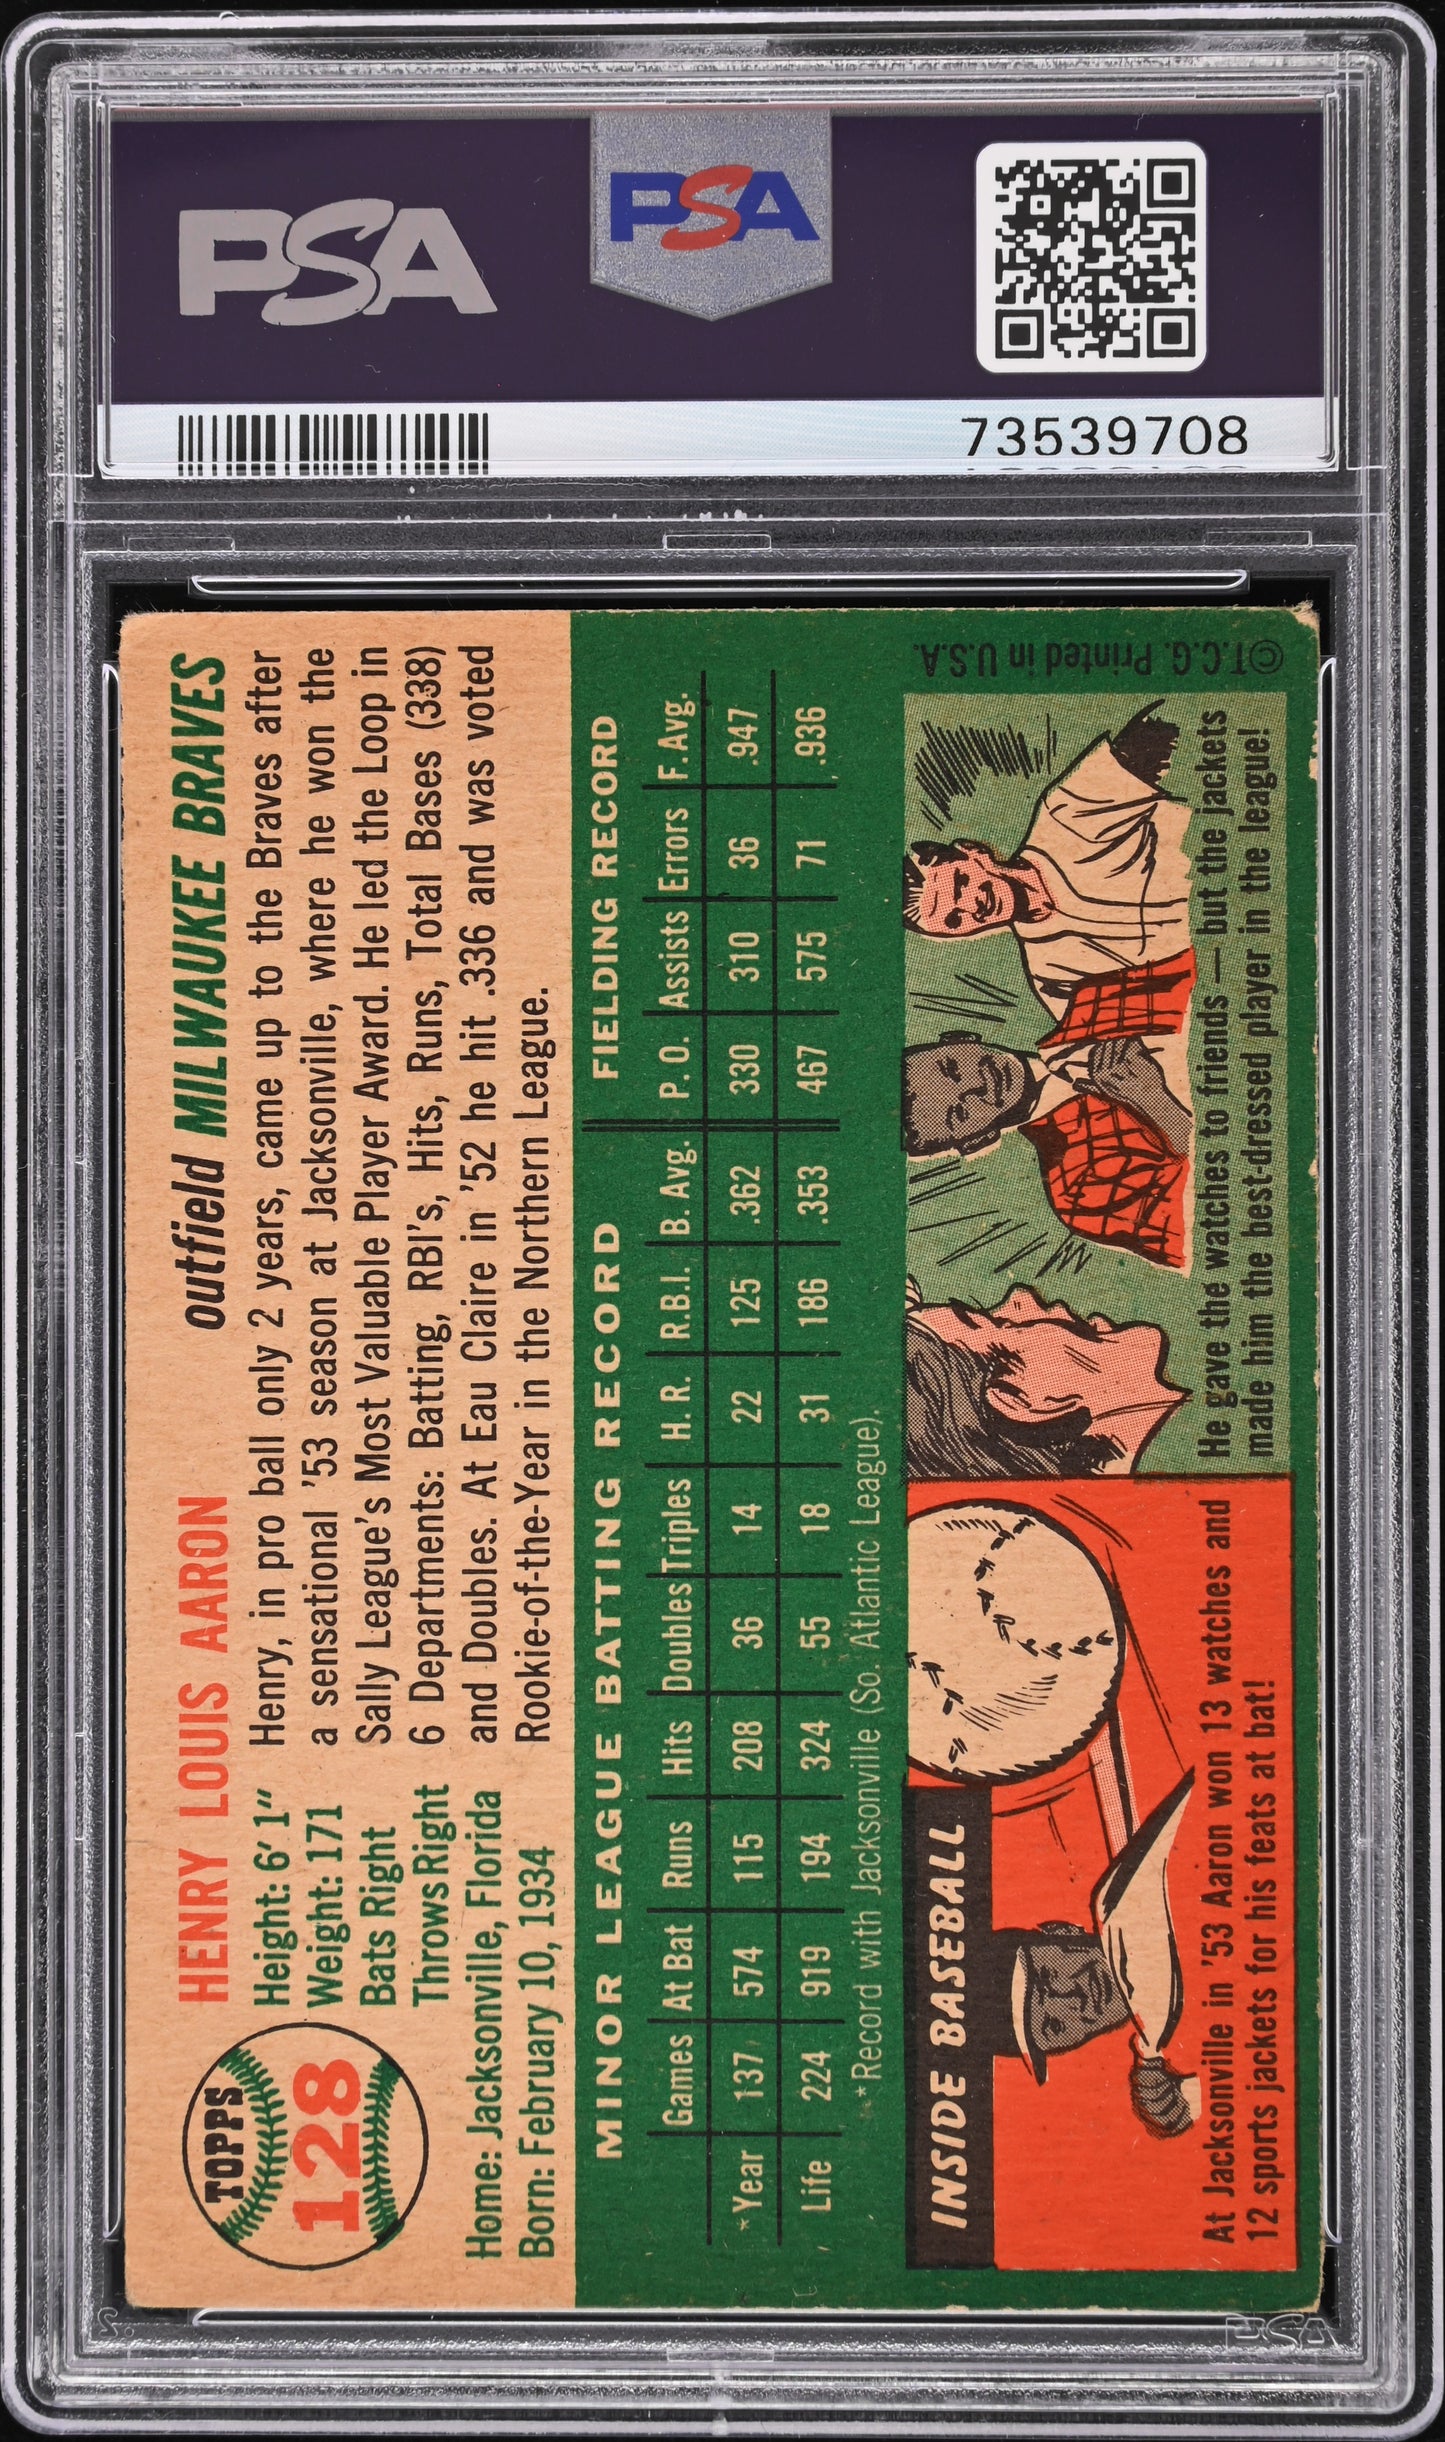 PSA
PSA
73539708
TOPPS
128
HENRY LOUIS AARON
outfield MILWAUKEE BRAVES
Height: 6' 1"
Weight: 171
Bats Right
Throws Right
Home: Jacksonville, Florida
Born: February 10, 1934
Henry, in pro ball only 2 years, came up to the Braves after
a sensational '53 season at Jacksonville, where he won the
Sally League's Most Valuable Player Award. He led the Loop in
6 Departments: Batting, RBI's, Hits, Runs, Total Bases (338)
and Doubles. At Eau Claire in '52 he hit .336 and was voted
Rookie-of-the-Year in the Northern League.
MINOR LEAGUE BATTING RECORD FIELDING RECORD
Games At Bat Runs Hits Doubles Triples H. R. R.B.I. B. Avg. P. O. Assists Errors F. Avg.
*Year 137 574 115 208 36 14 22 125 .362 330 310 36 .947
Life 224 919 194 324 55 18 31 186 .353 467 575 71 .936
*Record with Jacksonville (So. Atlantic League).
INSIDE BASEBALL
At Jacksonville in '53 Aaron won 13 watches and
12 sports jackets for his feats at bat!
He gave the watches to friends — but the jackets
made him the best-dressed player in the league!
©T.C.G. Printed in U.S.A.
PSA